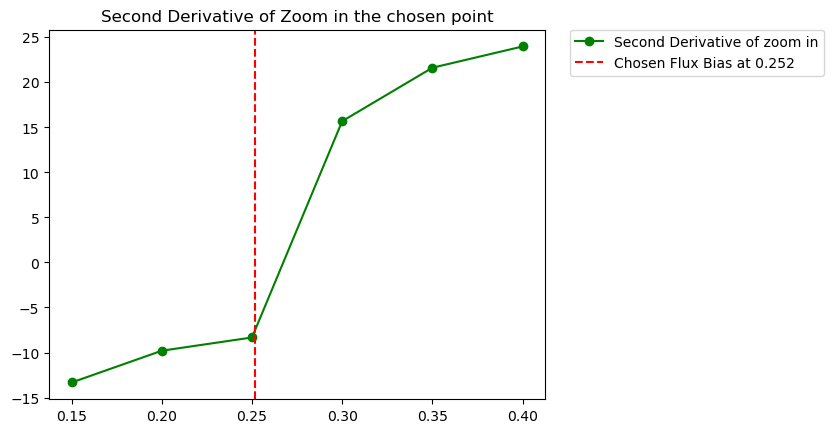 Second Derivative of Zoom in the chosen point
Second Derivative of zoom in
Chosen Flux Bias at 0.252
25
20
15
10
5
0
−5
−10
−15
0.15 0.20 0.25 0.30 0.35 0.40